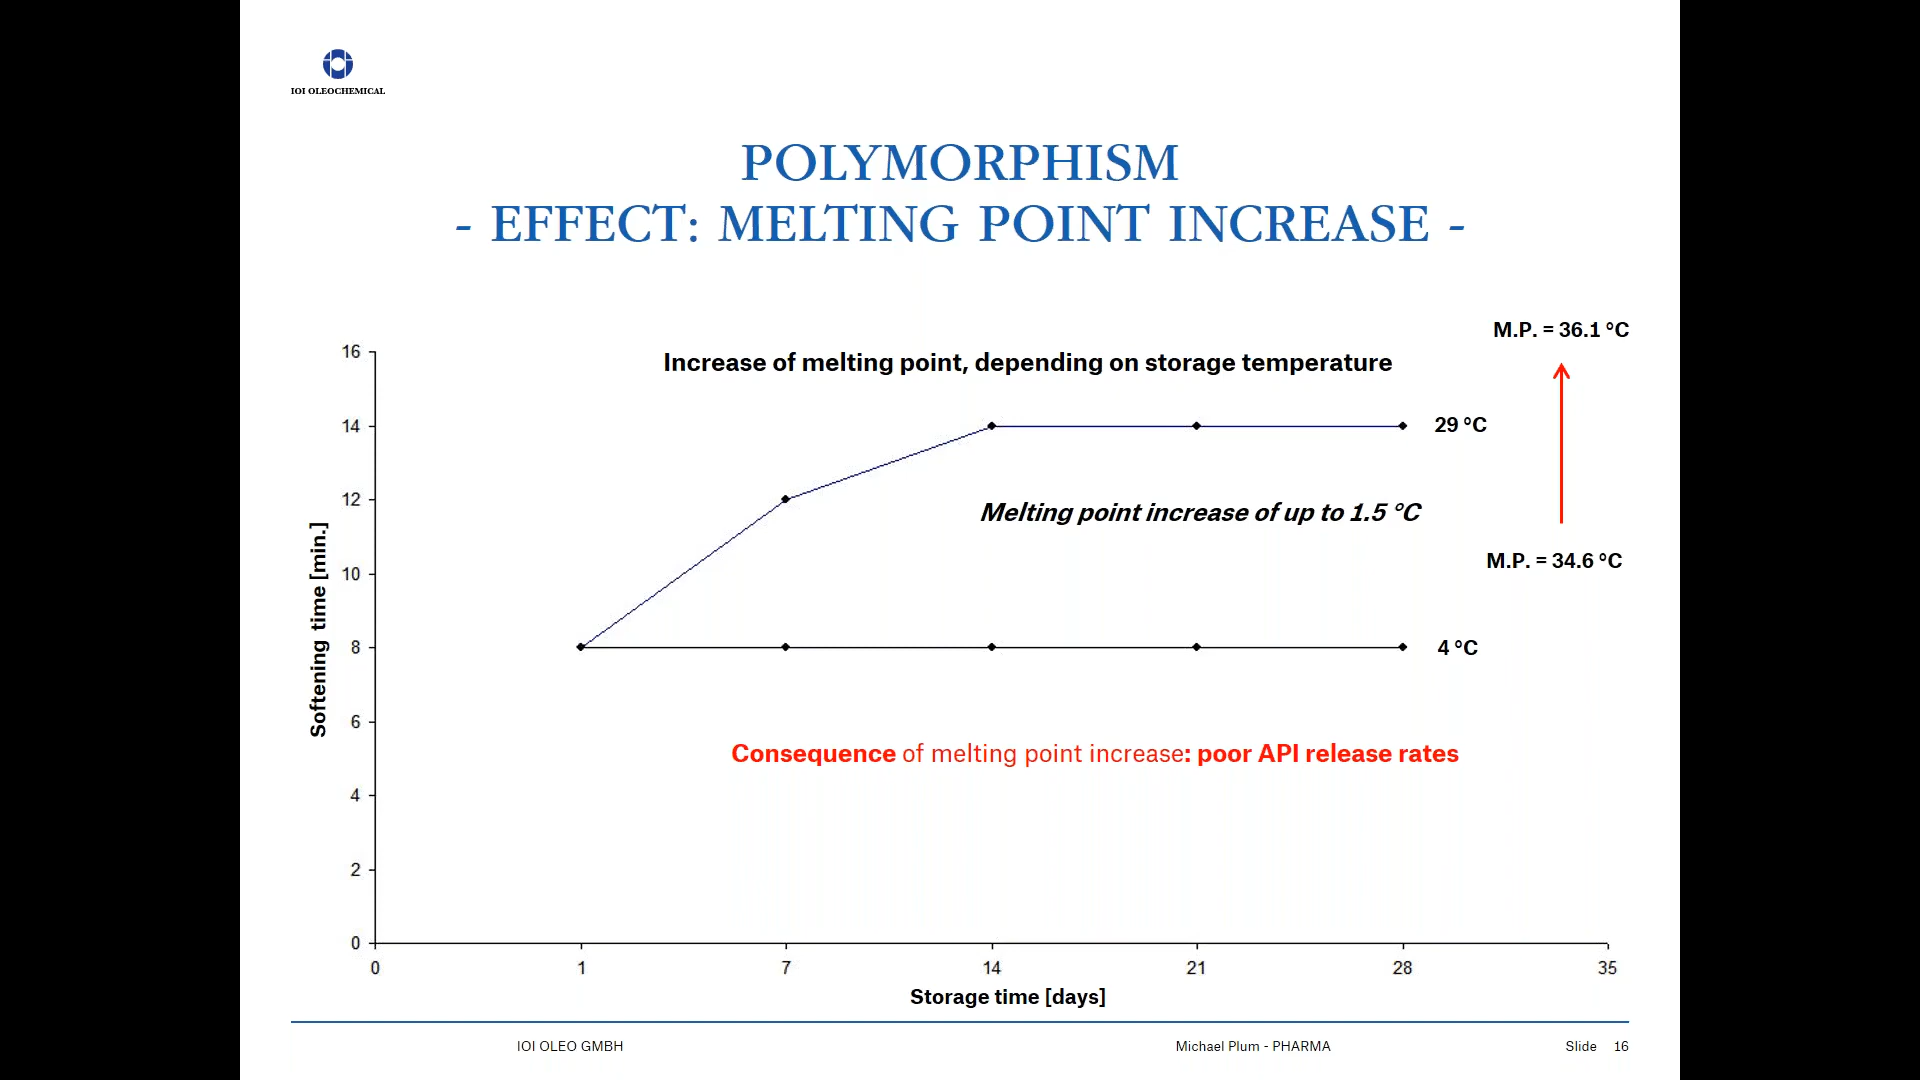 IOI OLEOCHEMICAL
POLYMORPHISM
- EFFECT: MELTING POINT INCREASE -
M.P. = 36.1 °C
Increase of melting point, depending on storage temperature
29 °C
Melting point increase of up to 1.5 °C
M.P. = 34.6 °C
4 °C
Consequence of melting point increase: poor API release rates
Softening time [min.]
16
14
12
10
8
6
4
2
0
0 1 7 14 21 28 35
Storage time [days]
IOI OLEO GMBH Michael Plum - PHARMA Slide 16